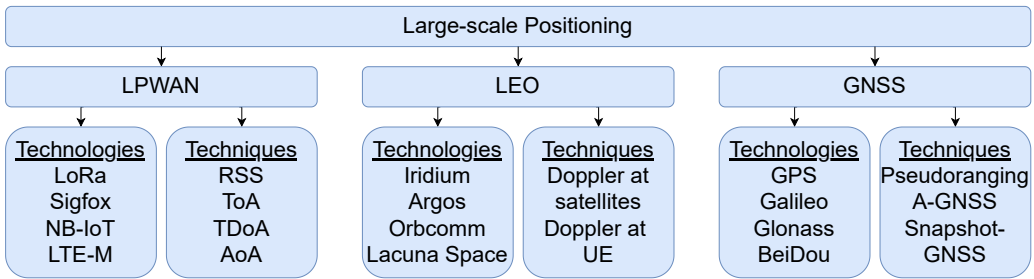 Large-scale Positioning
LPWAN
LEO
GNSS
Technologies
LoRa
Sigfox
NB-IoT
LTE-M
Techniques
RSS
ToA
TDoA
AoA
Technologies
Iridium
Argos
Orbcomm
Lacuna Space
Techniques
Doppler at
satellites
Doppler at
UE
Technologies
GPS
Galileo
Glonass
BeiDou
Techniques
Pseudoranging
A-GNSS
Snapshot-
GNSS